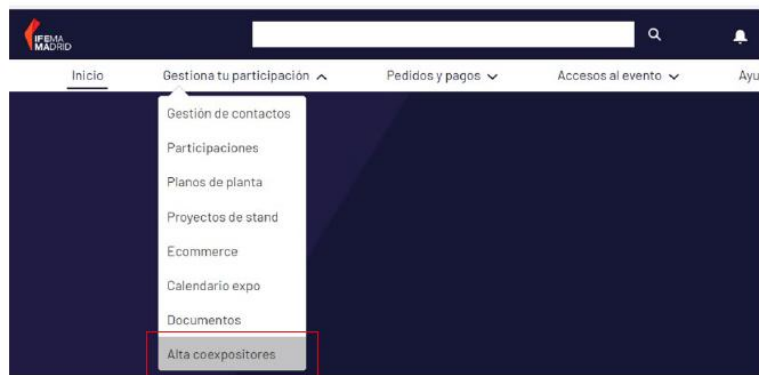 IFEMA
MADRID
Inicio Gestiona tu participación Pedidos y pagos Accesos al evento Ayu
Gestión de contactos
Participaciones
Planos de planta
Proyectos de stand
Ecommerce
Calendario expo
Documentos
Alta coexpositores